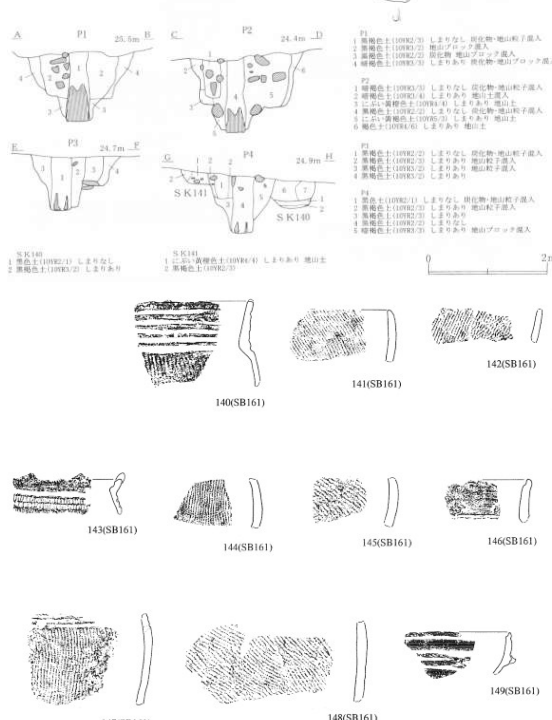 A P1 25.5m B
C P2 24.4m D
E P3 24.7m F
G P4 24.9m H
SK141
SK140
P1
1 黒褐色土(10YR2/3) しまりなし 炭化物・地山粒子混入
2 黒褐色土(10YR3/2) 地山ブロック混入
3 黒褐色土(10YR2/2) 炭化物 地山ブロック混入
4 暗褐色土(10YR3/3) しまりあり 炭化物・地山ブロック混入
P2
1 暗褐色土(10YR3/3) しまりなし 炭化物・地山粒子混入
2 暗褐色土(10YR3/4) しまりあり 地山土混入
3 にぶい黄褐色土(10YR4/4) しまりあり 地山土
4 黒褐色土(10YR2/2) しまりなし 炭化物・地山粒子混入
5 にぶい黄褐色土(10YR5/3) しまりあり 地山土
6 褐色土(10YR4/6) しまりあり 地山土
P3
1 黒褐色土(10YR2/2) しまりなし 地山粒子混入
2 黒褐色土(10YR2/3) しまりあり 地山粒子混入
3 黒褐色土(10YR3/2) しまりあり 地山粒子混入
4 黒褐色土(10YR3/2) しまりあり
P4
1 黒色土(10YR2/1) しまりなし 炭化物・地山粒子混入
2 黒褐色土(10YR2/3) しまりあり 地山粒子混入
3 黒褐色土(10YR2/3) しまりあり
4 黒褐色土(10YR2/2) しまりなし
5 暗褐色土(10YR3/3) しまりあり 地山ブロック混入
SK140
1 黒色土(10YR2/1) しまりなし
2 黒褐色土(10YR3/2) しまりあり
SK141
1 にぶい黄褐色土(10YR4/4) しまりあり 地山土
2 黒褐色土(10YR2/3)
0 2m
140(SB161)
141(SB161)
142(SB161)
143(SB161)
144(SB161)
145(SB161)
146(SB161)
148(SB161)
149(SB161)